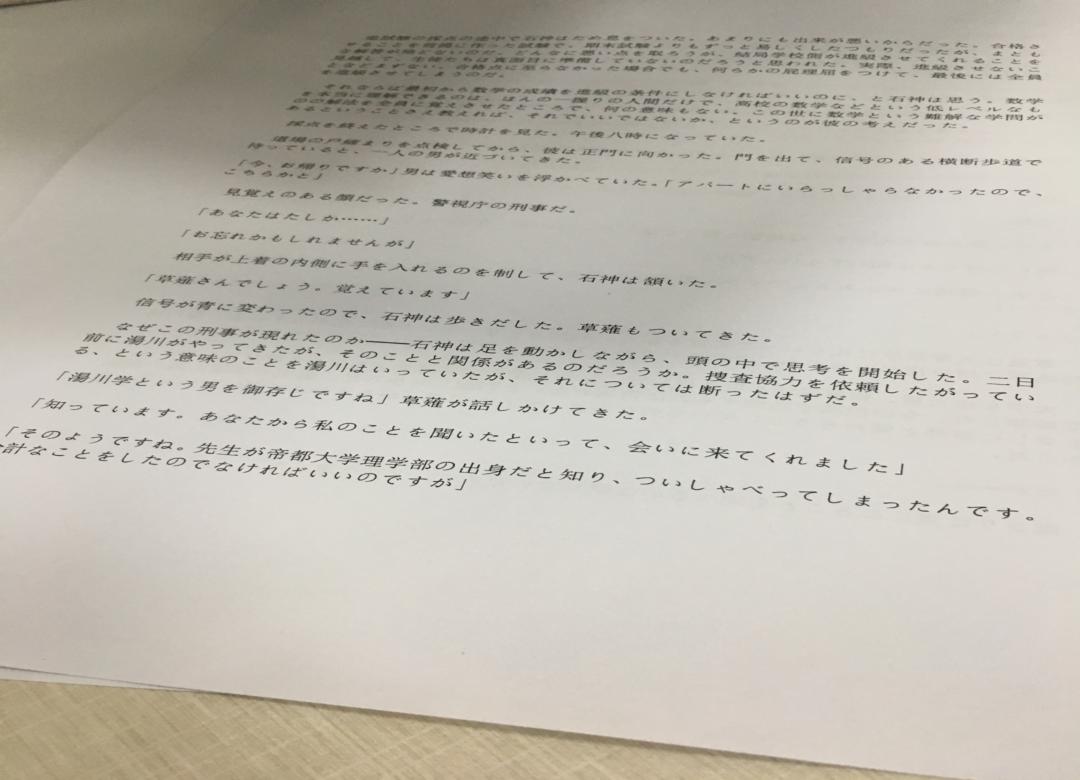 追試験の採点の途中で石神はため息をついた。あまりにも出来が悪いからだった。合格さ
せることを前提に作った試験で、期末試験よりもずっと易しくしたつもりだったが、まとも
な解答が殆どないのだ。どんなに悪い点を取ろうが、結局学校側が進級させてくれることを
見越して、生徒たちは真面目に準備していないのだろうと思われた。実際、進級させないこ
となどまずない。合格点に至らなかった場合でも、何らかの屁理屈をつけて、最後には全員
を進級させてしまうのだ。
それならば最初から数学の成績を進級の条件にしなければいいのに、と石神は思う。数学
を本当に理解できるのは、ほんの一握りの人間だけで、高校の数学などという低レベルなも
のの解法を全員に覚えさせたところで、何の意味もない。この世に数学という難解な学問が
あるということさえ教えれば、それでいいではないか、というのが彼の考えだった。
採点を終えたところで時計を見た。午後八時になっていた。
道場の戸締まりを点検してから、彼は正門に向かった。門を出て、信号のある横断歩道で
待っていると、一人の男が近づいてきた。
「今、お帰りですか」男は愛想笑いを浮かべていた。「アパートにいらっしゃらなかったので、
こちらかと」
見覚えのある顔だった。警視庁の刑事だ。
「あなたはたしか……」
「お忘れかもしれませんが」
相手が上着の内側に手を入れるのを制して、石神は頷いた。
「草薙さんでしょう。覚えています」
信号が青に変わったので、石神は歩きだした。草薙もついてきた。
なぜこの刑事が現れたのか――石神は足を動かしながら、頭の中で思考を開始した。二日
前に湯川がやってきたが、そのことと関係があるのだろうか。捜査協力を依頼したがってい
る、という意味のことを湯川はいっていたが、それについては断ったはずだ。
「湯川学という男を御存じですね」草薙が話しかけてきた。
「知っています。あなたから私のことを聞いたといって、会いに来てくれました」
「そのようですね。先生が帝都大学理学部の出身だと知り、ついしゃべってしまったんです。
計なことをしたのでなければいいのですが」